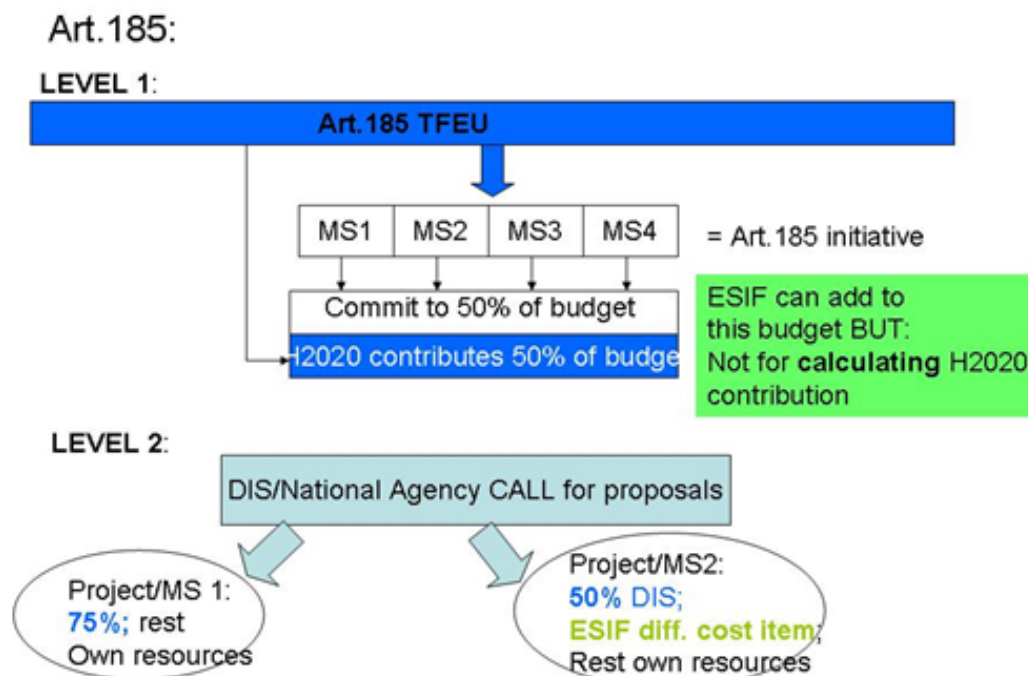 Art.185:
LEVEL 1:
Art.185 TFEU
MS1 MS2 MS3 MS4
= Art.185 initiative
Commit to 50% of budget
H2020 contributes 50% of budge
ESIF can add to
this budget BUT:
Not for calculating H2020
contribution
LEVEL 2:
DIS/National Agency CALL for proposals
Project/MS 1:
75%; rest
Own resources
Project/MS2:
50% DIS;
ESIF diff. cost item;
Rest own resources